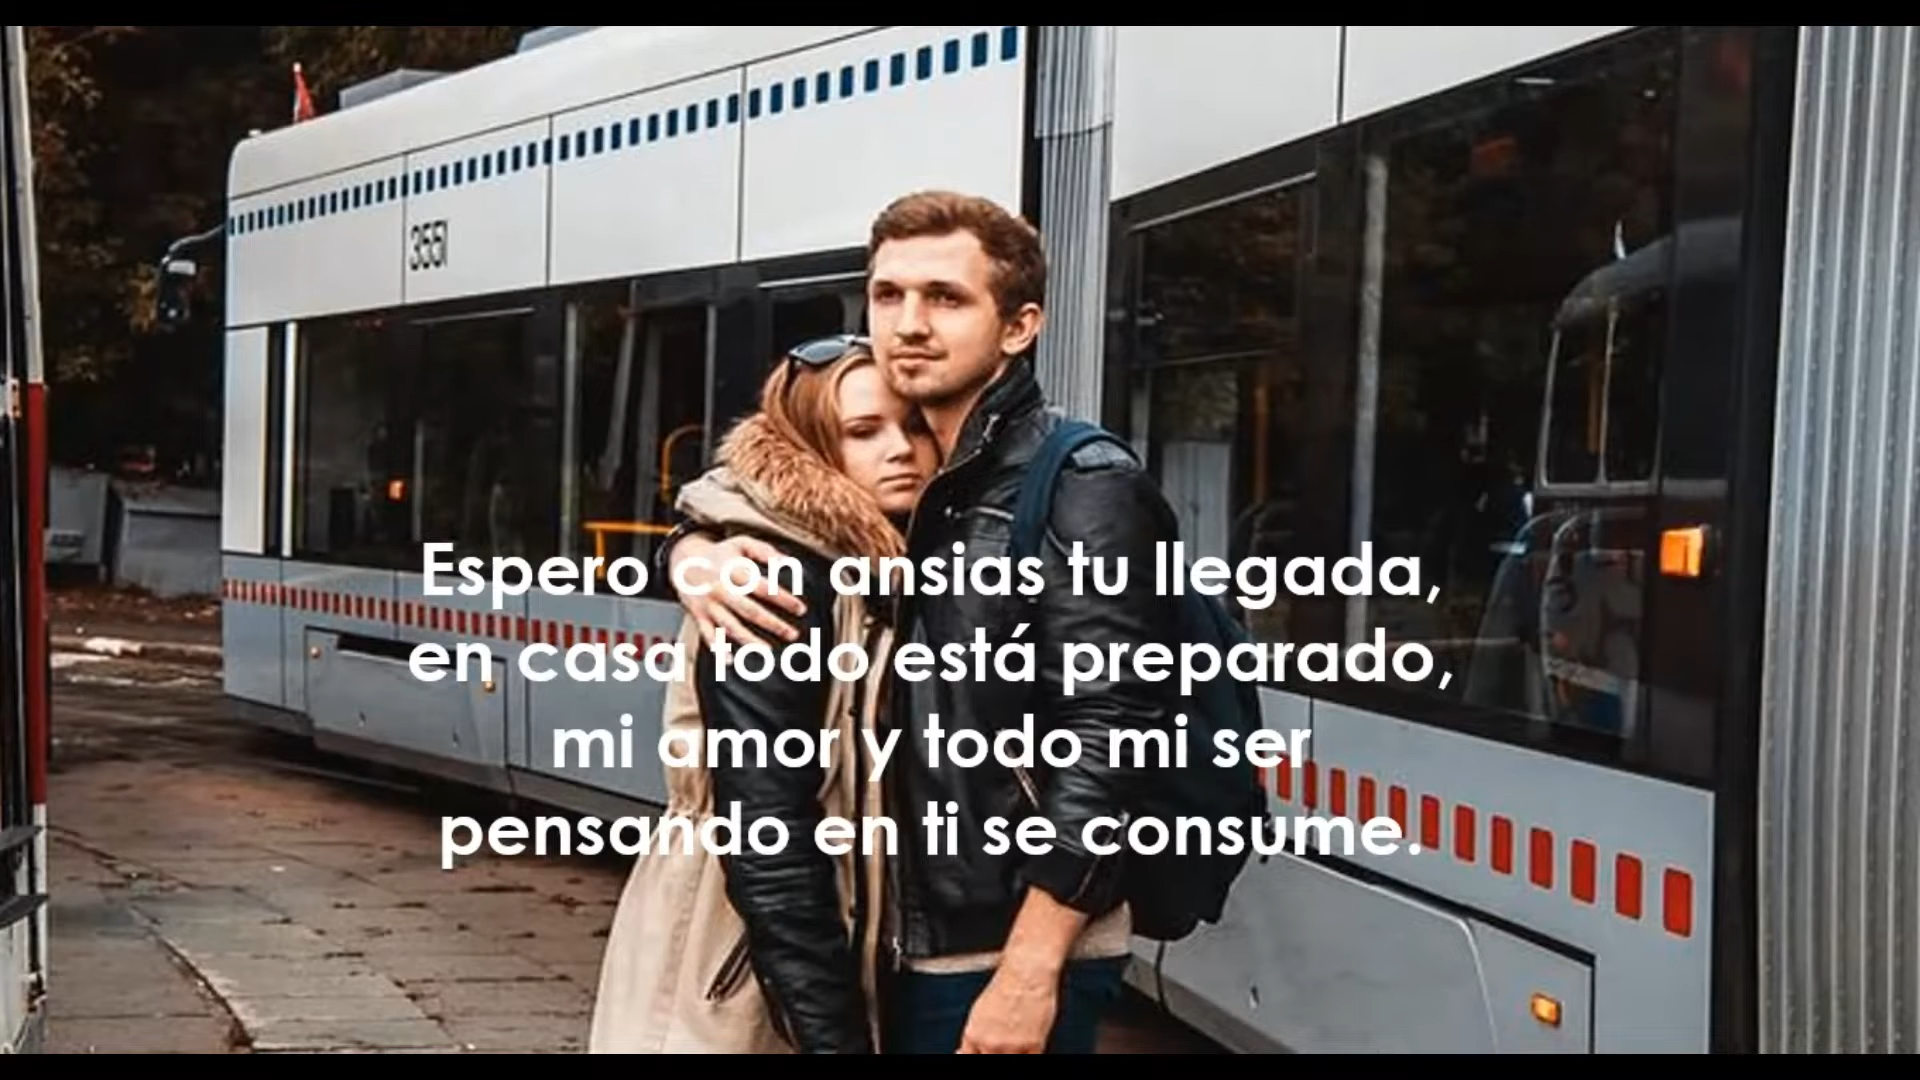 3551
Espero con ansias tu llegada,
en casa todo está preparado,
mi amor y todo mi ser
pensando en ti se consume.